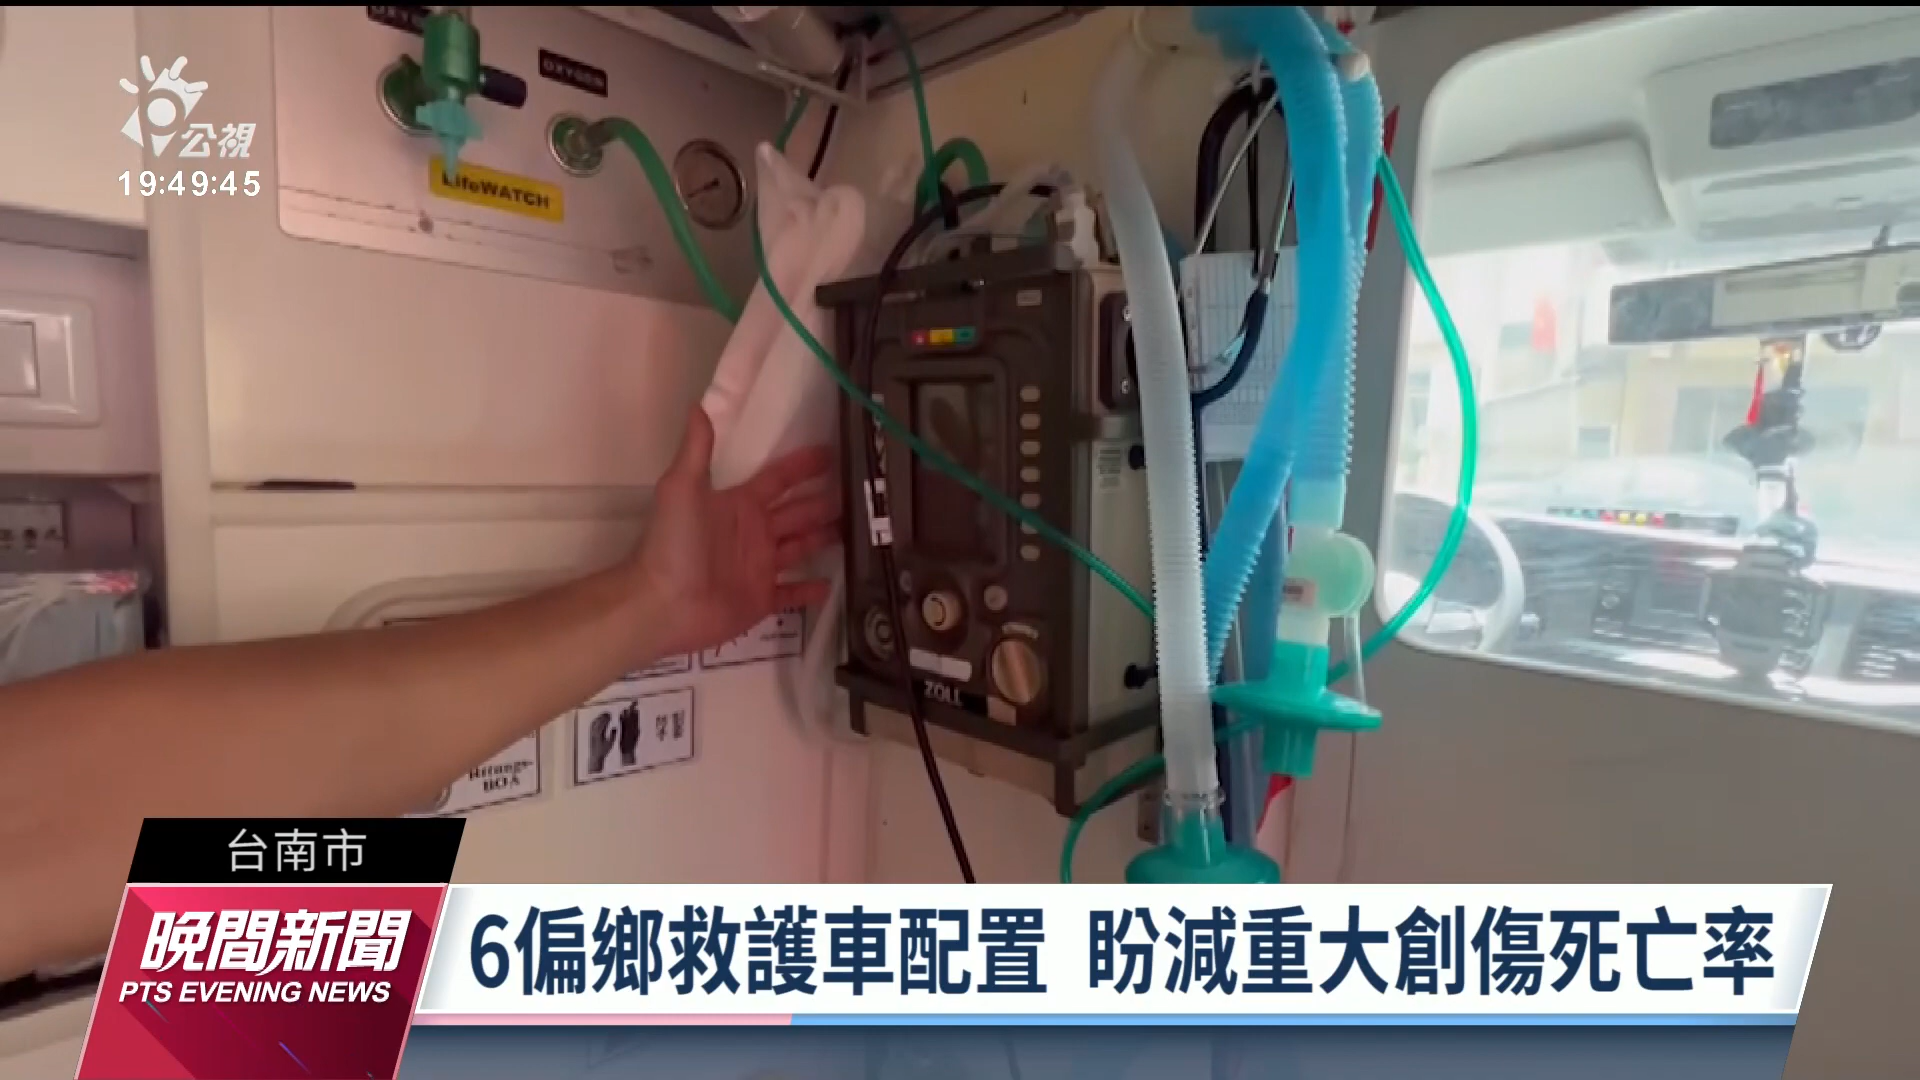 OXYGEN
公視
19:49:45
LifeWATCH
ZOLL
BOA
台南市
晚間新聞
PTS EVENING NEWS
6偏鄉救護車配置 盼減重大創傷死亡率